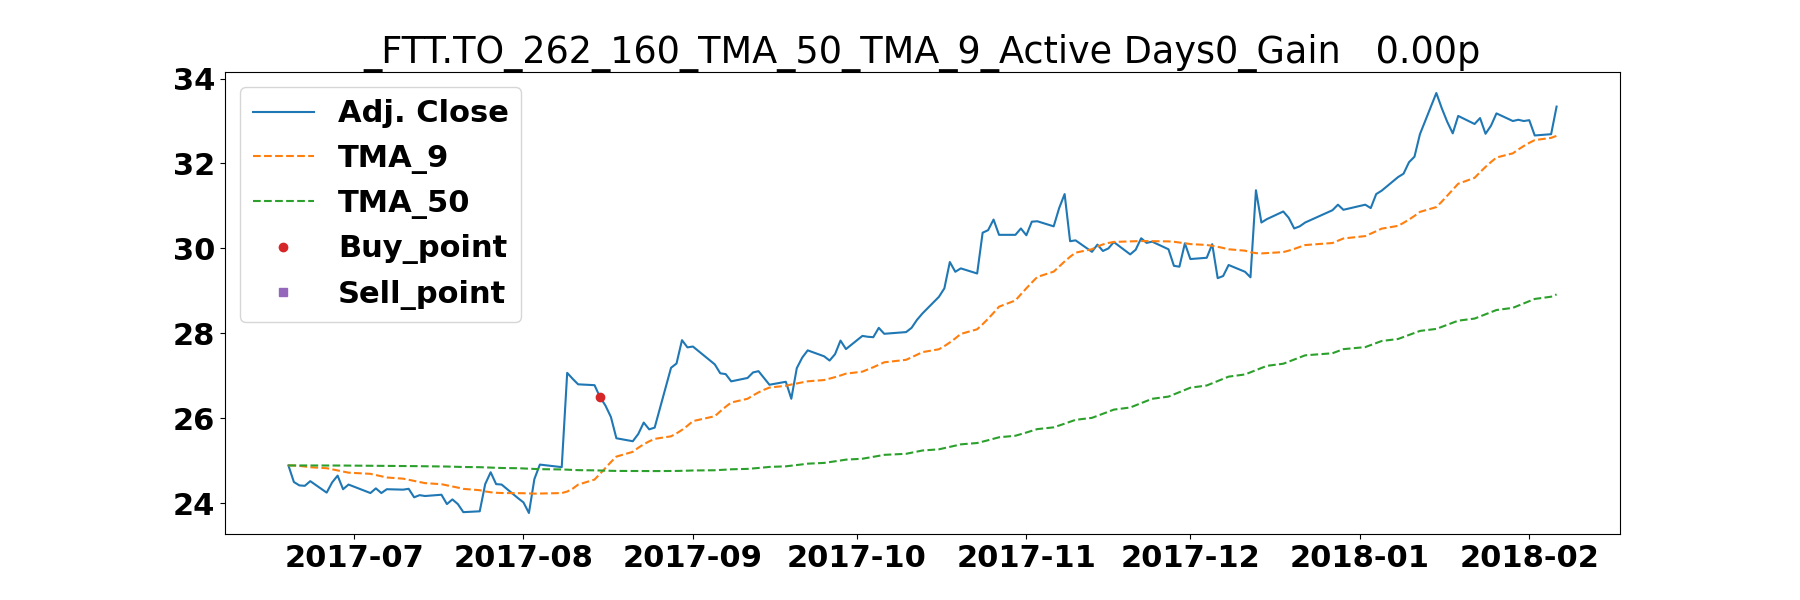 _FTT.TO_262_160_TMA_50_TMA_9_Active Days0_Gain   0.00p
34
32
30
28
26
24
Adj. Close
TMA_9
TMA_50
Buy_point
Sell_point
2017-07 2017-08 2017-09 2017-10 2017-11 2017-12 2018-01 2018-02